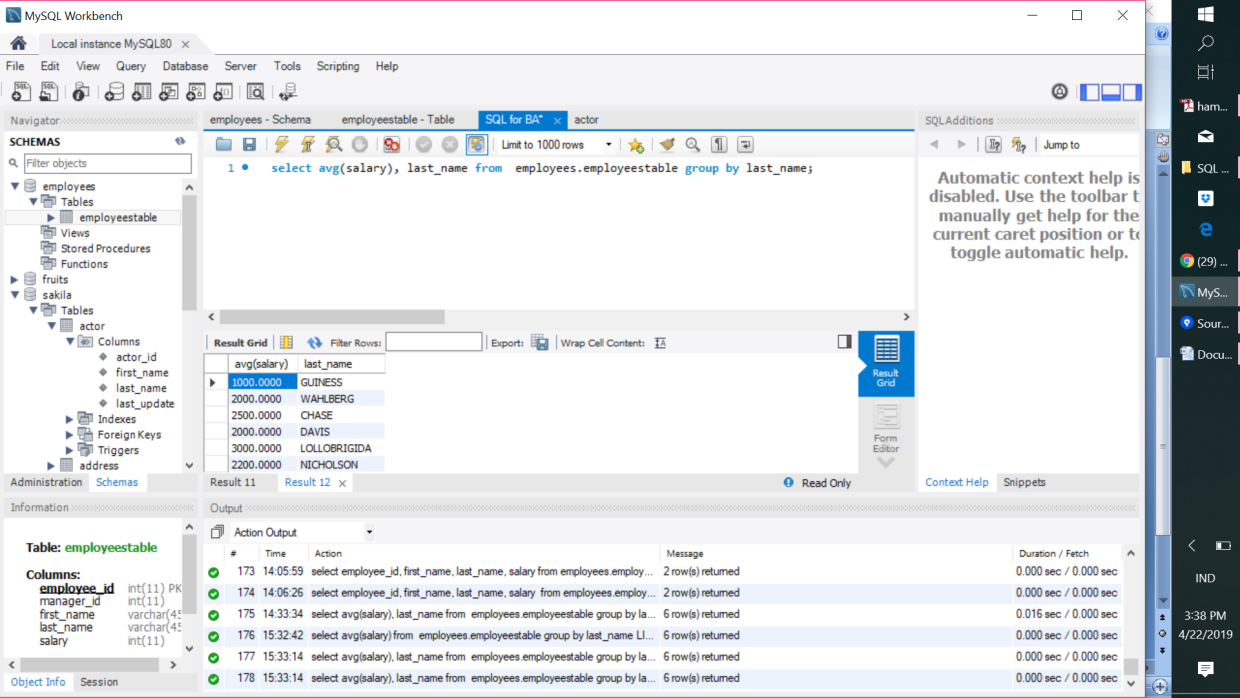 MySQL Workbench
Local instance MySQL80
File Edit View Query Database Server Tools Scripting Help
Navigator
SCHEMAS
Filter objects
employees
Tables
employeestable
Views
Stored Procedures
Functions
fruits
sakila
Tables
actor
Columns
actor_id
first_name
last_name
last_update
Indexes
Foreign Keys
Triggers
address
Administration Schemas
Information
Table: employeestable
Columns:
employee_id int(11) PK
manager_id int(11)
first_name varchar(45
last_name varchar(45
salary int(11)
Object Info Session
employees - Schema employeestable - Table SQL for BA* actor
Limit to 1000 rows
1 select avg(salary), last_name from employees.employeestable group by last_name;
Result Grid Filter Rows: Export: Wrap Cell Content:
avg(salary) last_name
1000.0000 GUINESS
2000.0000 WAHLBERG
2500.0000 CHASE
2000.0000 DAVIS
3000.0000 LOLLOBRIGIDA
2200.0000 NICHOLSON
Result
Grid
Form
Editor
Result 11 Result 12 Read Only
Output
Action Output
# Time Action Message Duration / Fetch
173 14:05:59 select employee_id, first_name, last_name, salary from employees.employ... 2 row(s) returned 0.000 sec / 0.000 sec
174 14:06:26 select employee_id, first_name, last_name, salary from employees.employ... 2 row(s) returned 0.000 sec / 0.000 sec
175 14:33:34 select avg(salary), last_name from employees.employeestable group by la... 6 row(s) returned 0.016 sec / 0.000 sec
176 15:32:42 select avg(salary) from employees.employeestable group by last_name LI... 6 row(s) returned 0.000 sec / 0.000 sec
177 15:33:14 select avg(salary), last_name from employees.employeestable group by la... 6 row(s) returned 0.000 sec / 0.000 sec
178 15:33:14 select avg(salary), last_name from employees.employeestable group by la... 6 row(s) returned 0.000 sec / 0.000 sec
SQLAdditions
Jump to
Automatic context help is
disabled. Use the toolbar t
manually get help for the
current caret position or to
toggle automatic help.
Context Help Snippets
ham...
SQL ...
(29) ...
MyS...
Sour...
Docu...
IND
3:38 PM
4/22/2019